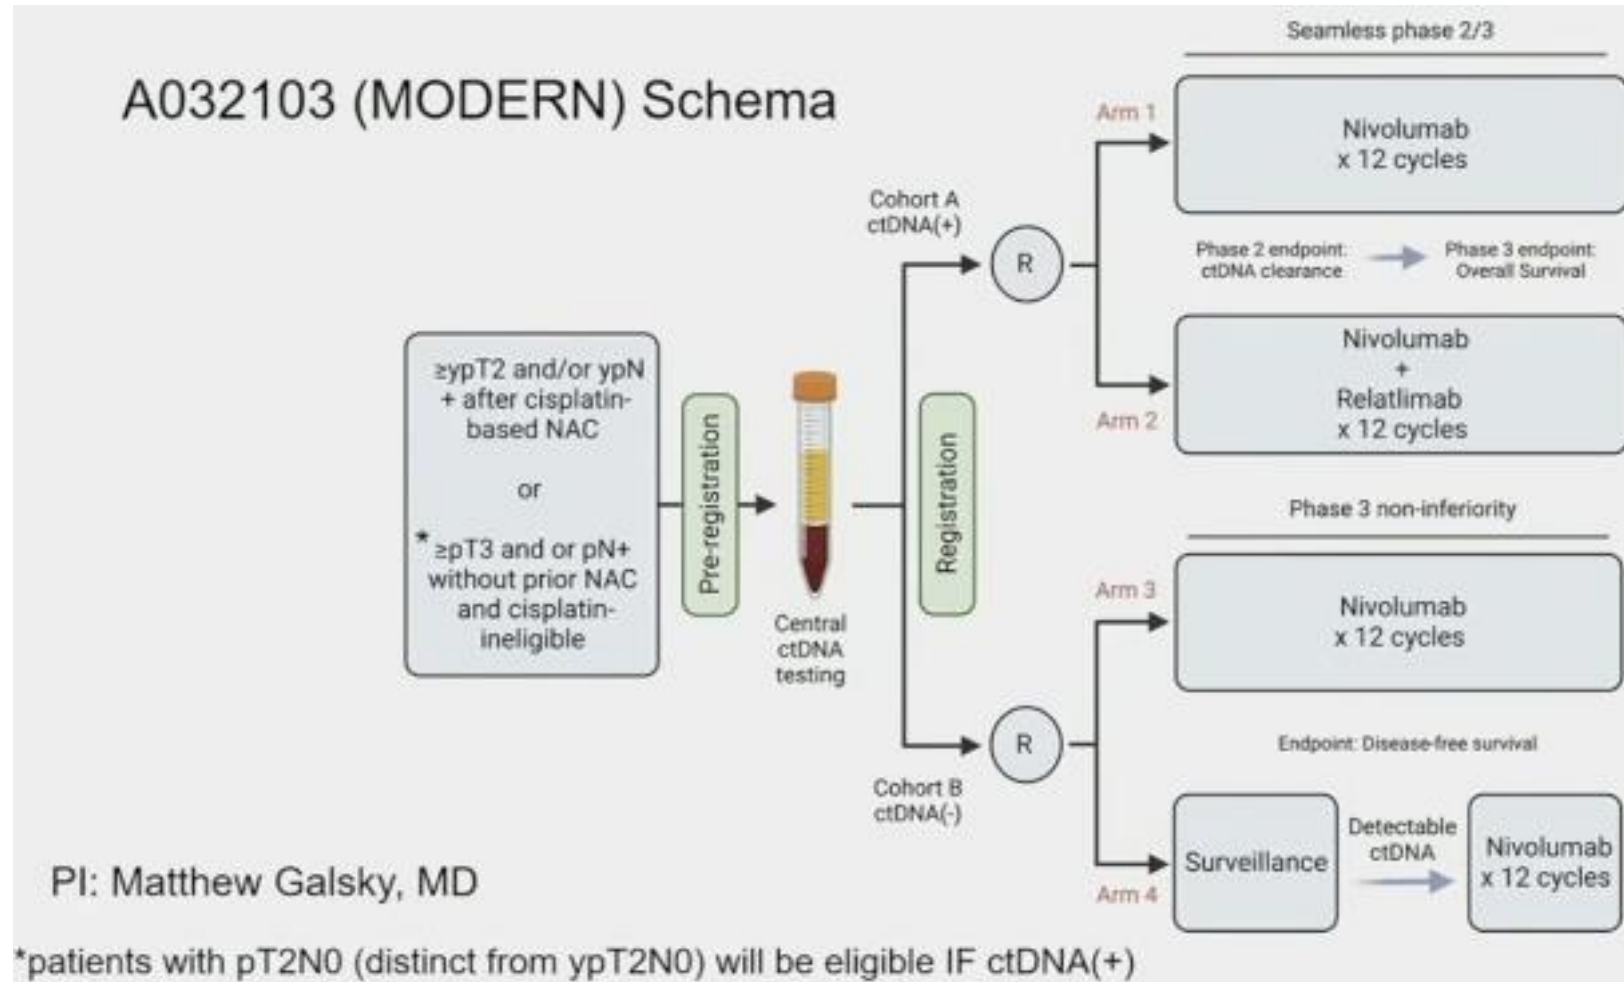 A032103 (MODERN) Schema
≥ypT2 and/or ypN
+ after cisplatin-
based NAC
or
* ≥pT3 and or pN+
without prior NAC
and cisplatin-
ineligible
Pre-registration
Central
ctDNA
testing
Registration
Cohort A
ctDNA(+)
R
Seamless phase 2/3
Arm 1
Nivolumab
x 12 cycles
Phase 2 endpoint:
ctDNA clearance
Phase 3 endpoint:
Overall Survival
Arm 2
Nivolumab
+
Relatlimab
x 12 cycles
Cohort B
ctDNA(-)
R
Phase 3 non-inferiority
Arm 3
Nivolumab
x 12 cycles
Endpoint: Disease-free survival
Arm 4
Surveillance
Detectable
ctDNA
Nivolumab
x 12 cycles
PI: Matthew Galsky, MD
*patients with pT2N0 (distinct from ypT2N0) will be eligible IF ctDNA(+)